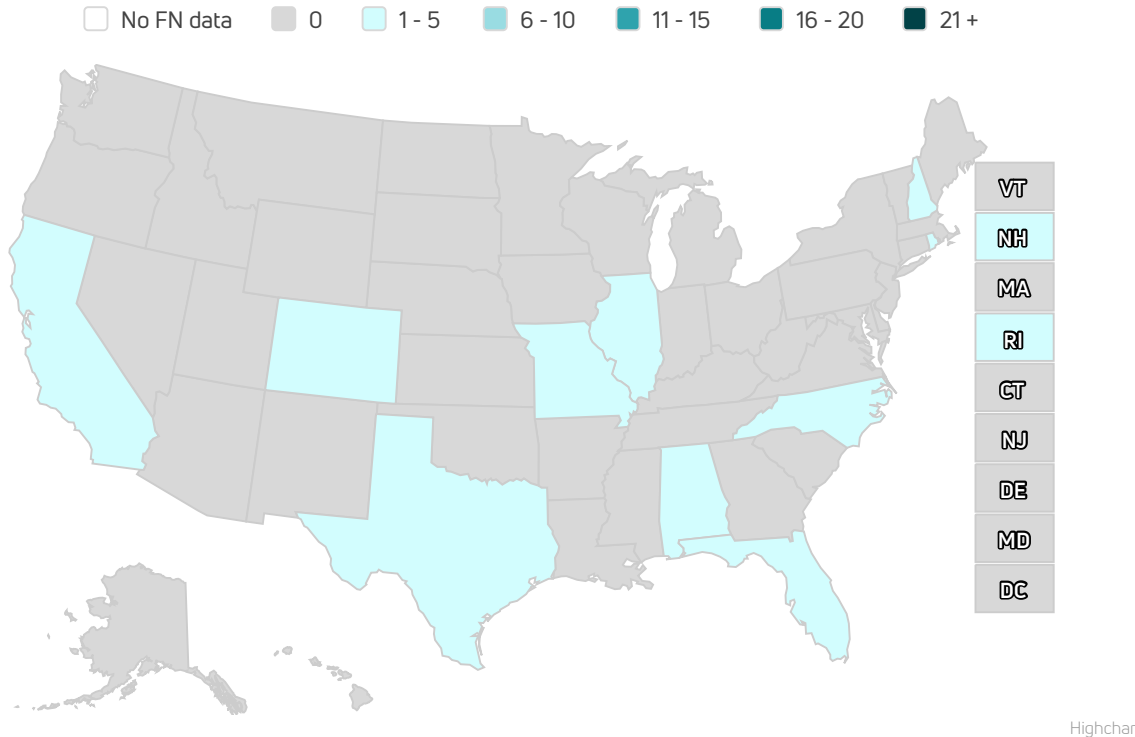 No FN data 0 1 - 5 6 - 10 11 - 15 16 - 20 21 +
VT
NH
MA
RI
CT
NJ
DE
MD
DC
Highchar